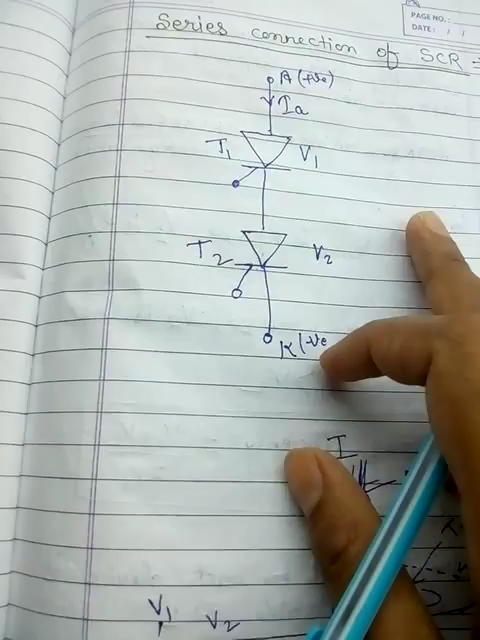 PAGE NO.:
DATE: / /
Series connection of SCR
A (+ve)
Ia
T1 V1
T2 V2
K (-ve
I
V1 V2